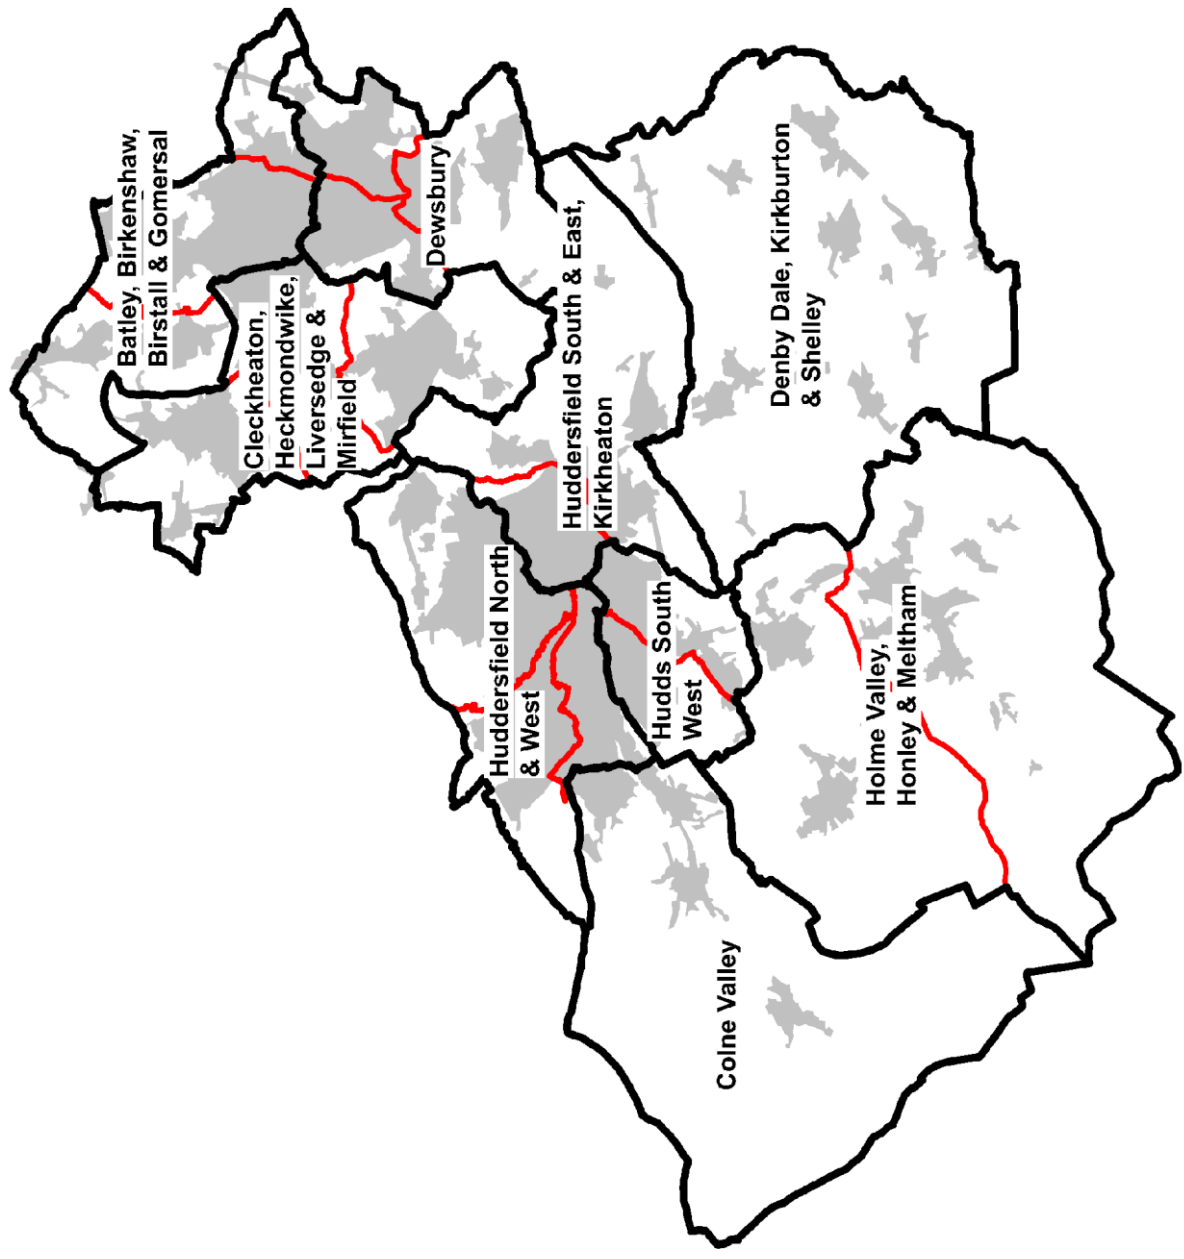 Batley, Birkenshaw,
Birstall & Gomersal
Cleckheaton,
Heckmondwike,
Liversedge &
Mirfield
Dewsbury
Huddersfield North
& West
Huddersfield South & East,
Kirkheaton
Hudds South
West
Colne Valley
Denby Dale, Kirkburton
& Shelley
Holme Valley,
Honley & Meltham